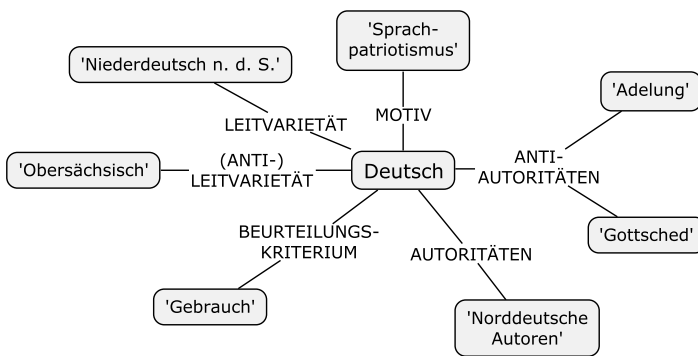 'Sprach-
patriotismus'
'Niederdeutsch n. d. S.'
'Adelung'
LEITVARIETÄT
MOTIV
'Obersächsisch'
(ANTI-)
LEITVARIETÄT
Deutsch
ANTI-
AUTORITÄTEN
'Gottsched'
BEURTEILUNGS-
KRITERIUM
AUTORITÄTEN
'Gebrauch'
'Norddeutsche
Autoren'